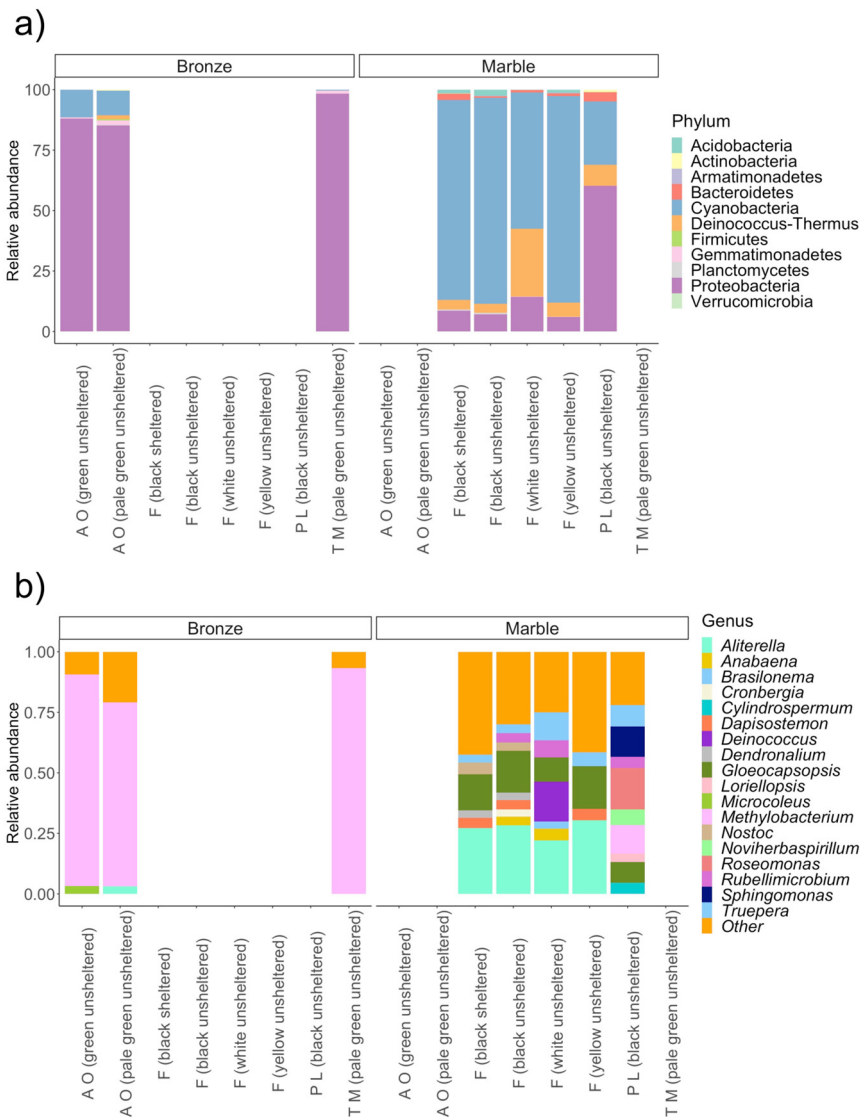 a)
Bronze
Marble
Relative abundance
100
75
50
25
0
A O (green unsheltered)
A O (pale green unsheltered)
F (black sheltered)
F (black unsheltered)
F (white unsheltered)
F (yellow unsheltered)
P L (black unsheltered)
T M (pale green unsheltered)
A O (green unsheltered)
A O (pale green unsheltered)
F (black sheltered)
F (black unsheltered)
F (white unsheltered)
F (yellow unsheltered)
P L (black unsheltered)
T M (pale green unsheltered)
Phylum
Acidobacteria
Actinobacteria
Armatimonadetes
Bacteroidetes
Cyanobacteria
Deinococcus-Thermus
Firmicutes
Gemmatimonadetes
Planctomycetes
Proteobacteria
Verrucomicrobia
b)
Bronze
Marble
Relative abundance
1.00
0.75
0.50
0.25
0.00
A O (green unsheltered)
A O (pale green unsheltered)
F (black sheltered)
F (black unsheltered)
F (white unsheltered)
F (yellow unsheltered)
P L (black unsheltered)
T M (pale green unsheltered)
A O (green unsheltered)
A O (pale green unsheltered)
F (black sheltered)
F (black unsheltered)
F (white unsheltered)
F (yellow unsheltered)
P L (black unsheltered)
T M (pale green unsheltered)
Genus
Aliterella
Anabaena
Brasilonema
Cronbergia
Cylindrospermum
Dapisostemon
Deinococcus
Dendronalium
Gloeocapsopsis
Loriellopsis
Microcoleus
Methylobacterium
Nostoc
Noviherbaspirillum
Roseomonas
Rubellimicrobium
Sphingomonas
Truepera
Other